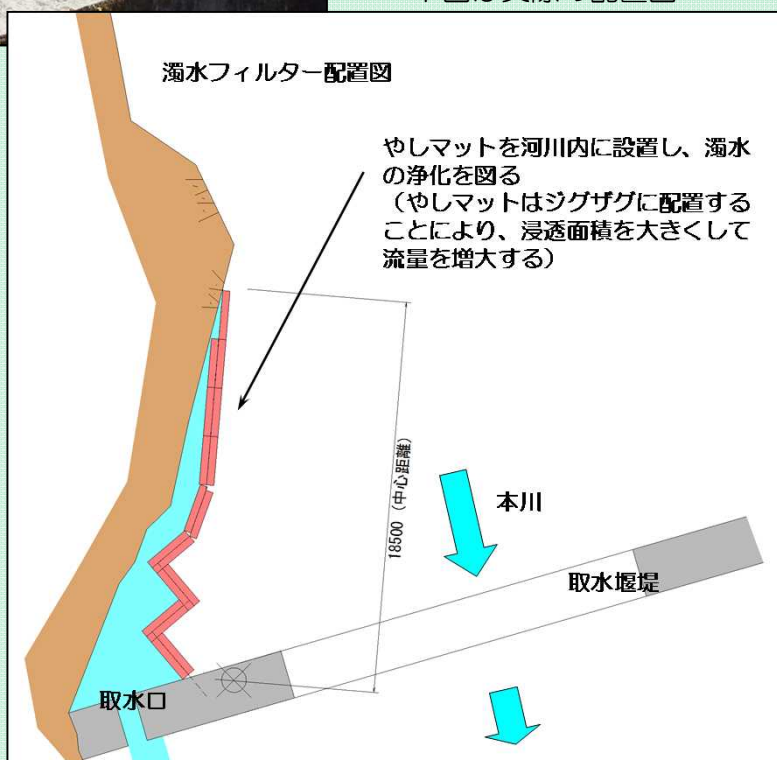 濁水フィルター配置図
やしマットを河川内に設置し、濁水
の浄化を図る
（やしマットはジグザグに配置する
ことにより、浸透面積を大きくして
流量を増大する）
18500（中心距離）
本川
取水堰堤
取水口